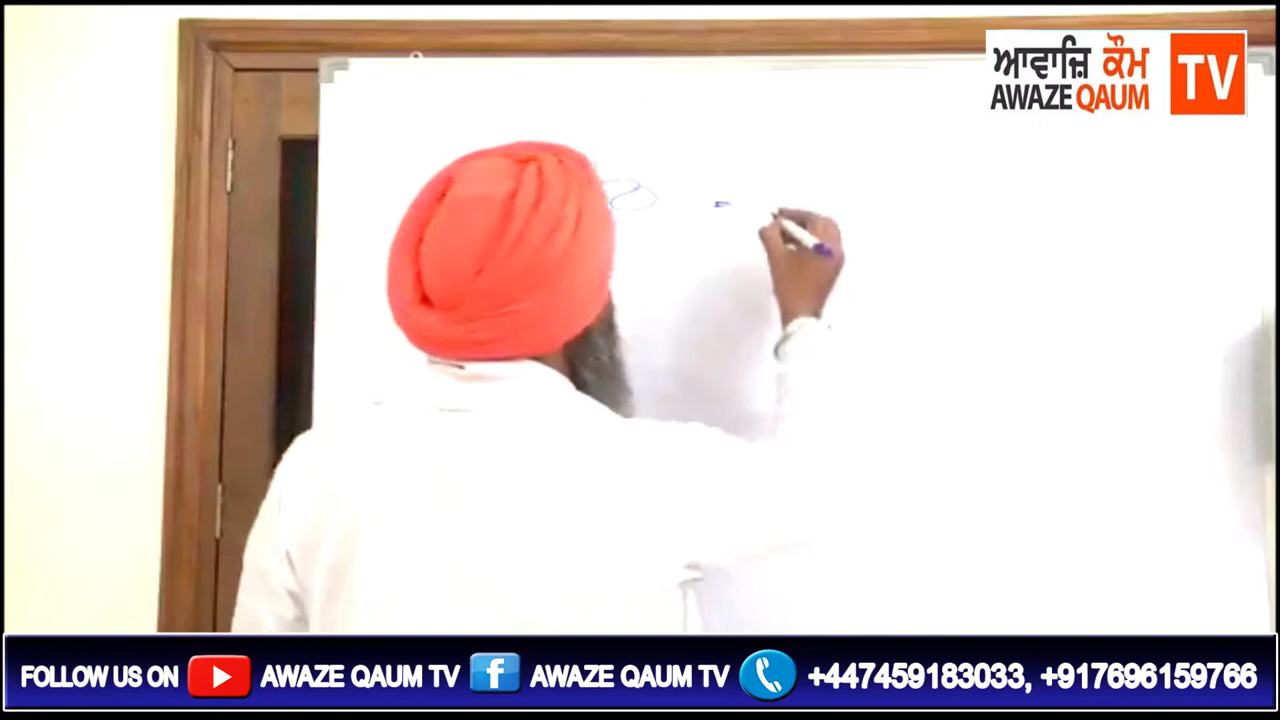 ਆਵਾਜ਼ਿ ਕੌਮ
AWAZE QAUM
TV
FOLLOW US ON AWAZE QAUM TV AWAZE QAUM TV +447459183033, +917696159766